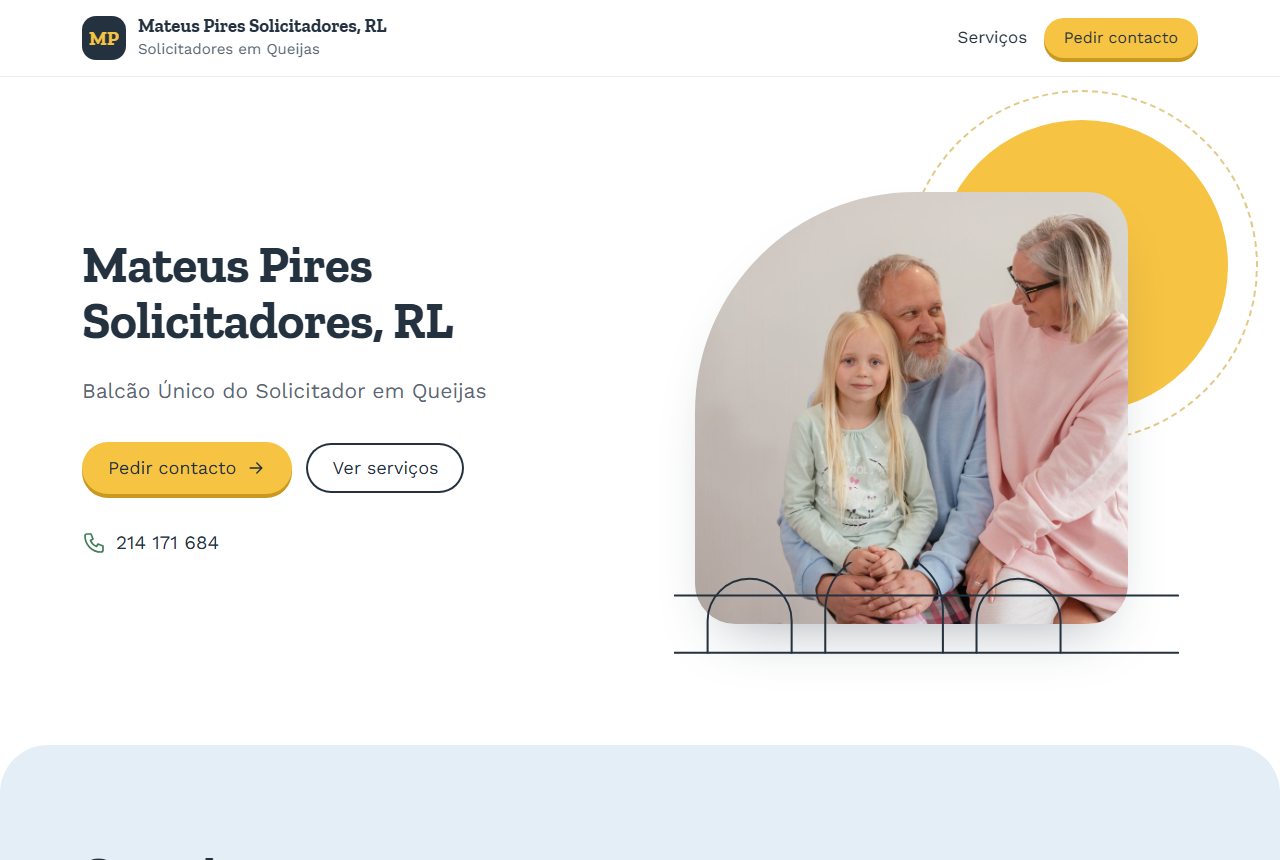 MP
Mateus Pires Solicitadores, RL
Solicitadores em Queijas
Serviços
Pedir contacto
Mateus Pires
Solicitadores, RL
Balcão Único do Solicitador em Queijas
Pedir contacto →
Ver serviços
214 171 684